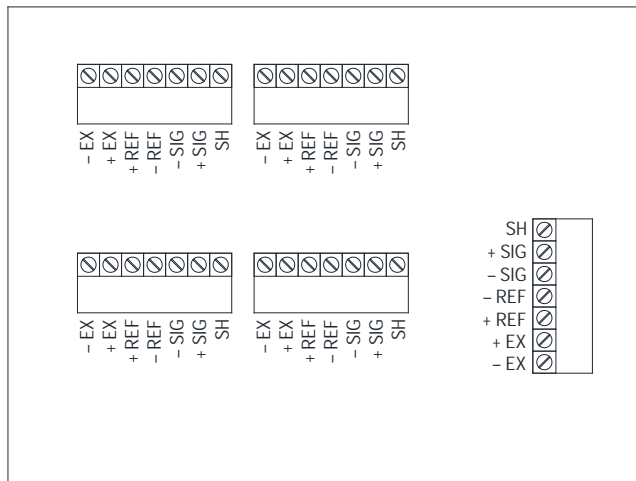 – EX
+ EX
+ REF
– REF
– SIG
+ SIG
SH
– EX
+ EX
+ REF
– REF
– SIG
+ SIG
SH
SH
+ SIG
– SIG
– REF
+ REF
+ EX
– EX
– EX
+ EX
+ REF
– REF
– SIG
+ SIG
SH
– EX
+ EX
+ REF
– REF
– SIG
+ SIG
SH